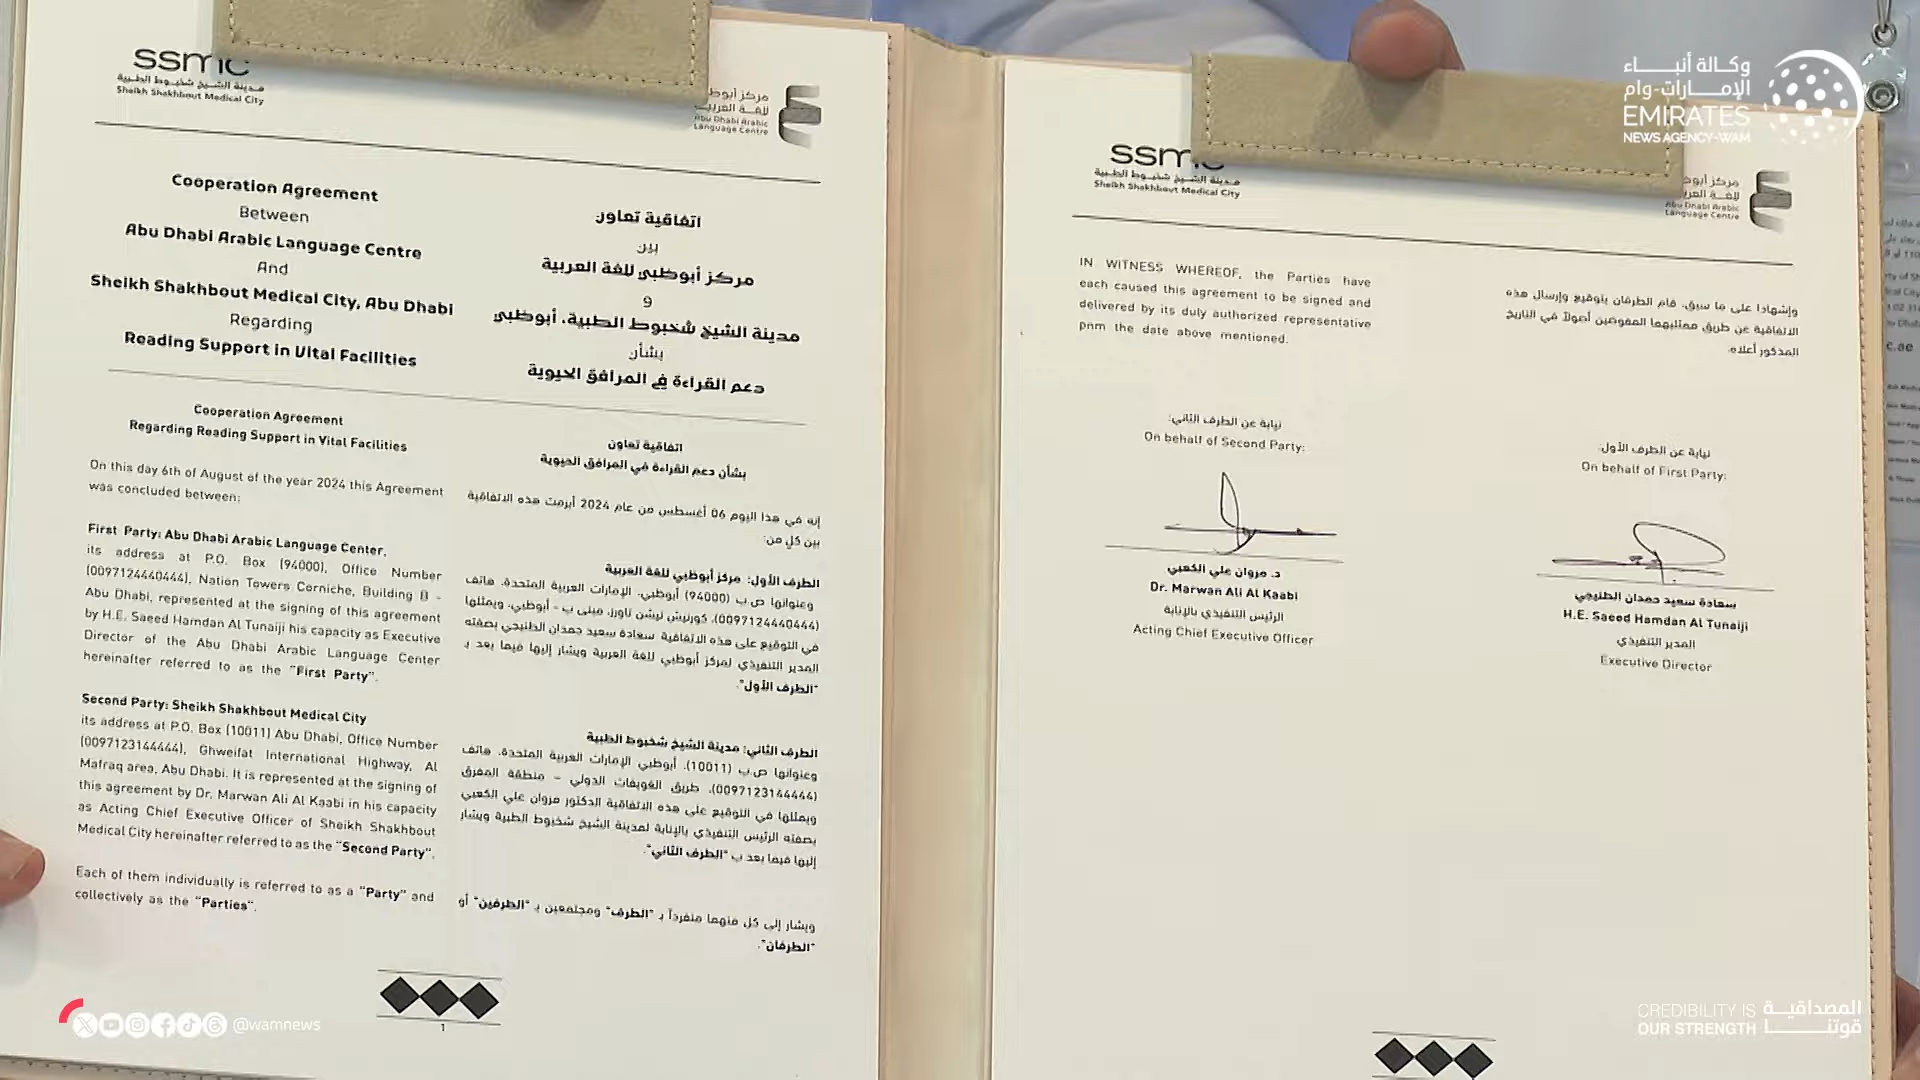 ssmc
مدينة الشيخ شخبوط الطبية
Sheikh Shakhbout Medical City
مركز أبوظبي
للغة العربية
Abu Dhabi Arabic
Language Centre
Cooperation Agreement
Between
Abu Dhabi Arabic Language Centre
And
Sheikh Shakhbout Medical City, Abu Dhabi
Regarding
Reading Support in Vital Facilities
اتفاقية تعاون
بين
مركز أبوظبي للغة العربية
و
مدينة الشيخ شخبوط الطبية، أبوظبي
بشأن
دعم القراءة في المرافق الحيوية
Cooperation Agreement
Regarding Reading Support in Vital Facilities
On this day 6th of August of the year 2024 this Agreement
was concluded between:
First Party: Abu Dhabi Arabic Language Center,
its address at P.O. Box (94000), Office Number
(0097124440444), Nation Towers Corniche, Building B -
Abu Dhabi, represented at the signing of this agreement
by H.E. Saeed Hamdan Al Tunaiji his capacity as Executive
Director of the Abu Dhabi Arabic Language Center
hereinafter referred to as the "First Party".
Second Party: Sheikh Shakhbout Medical City
its address at P.O. Box (10011) Abu Dhabi, Office Number
(0097123144444), Ghweifat International Highway, Al
Mafraq area, Abu Dhabi. It is represented at the signing of
this agreement by Dr. Marwan Ali Al Kaabi in his capacity
as Acting Chief Executive Officer of Sheikh Shakhbout
Medical City hereinafter referred to as the "Second Party".
Each of them individually is referred to as a "Party" and
collectively as the "Parties".
اتفاقية تعاون
بشأن دعم القراءة في المرافق الحيوية
إنه في هذا اليوم 06 أغسطس من عام 2024 أبرمت هذه الاتفاقية
بين كلٍ من:
الطرف الأول: مركز أبوظبي للغة العربية
وعنوانها ص.ب (94000) أبوظبي، الإمارات العربية المتحدة، هاتف
(0097124440444)، كورنيش نيشن تاورز، مبنى ب - أبوظبي، ويمثلها
في التوقيع على هذه الاتفاقية سعادة سعيد حمدان الطنيجي بصفته
المدير التنفيذي لمركز أبوظبي للغة العربية ويشار إليها فيما بعد بـ
"الطرف الأول".
الطرف الثاني: مدينة الشيخ شخبوط الطبية
وعنوانها ص.ب (10011)، أبوظبي الإمارات العربية المتحدة، هاتف
(0097123144444)، طريق الغويفات الدولي - منطقة المفرق
ويمثلها في التوقيع على هذه الاتفاقية الدكتور مروان علي الكعبي
بصفته الرئيس التنفيذي بالإنابة لمدينة الشيخ شخبوط الطبية ويشار
إليها فيما بعد ب "الطرف الثاني".
ويشار إلى كل منهما منفرداً بـ "الطرف" ومجتمعين بـ "الطرفين" أو
"الطرفان".
1
ssmc
مدينة الشيخ شخبوط الطبية
Sheikh Shakhbout Medical City
مركز أبوظبي
للغة العربية
Abu Dhabi Arabic
Language Centre
IN WITNESS WHEREOF, the Parties have
each caused this agreement to be signed and
delivered by its duly authorized representative
pnm the date above mentioned.
وإشهادا على ما سبق، قام الطرفان بتوقيع وإرسال هذه
الاتفاقية عن طريق ممثليهما المفوضين أصولاً في التاريخ
المذكور أعلاه.
نيابة عن الطرف الثاني:
On behalf of Second Party:
د. مروان علي الكعبي
Dr. Marwan Ali Al Kaabi
الرئيس التنفيذي بالإنابة
Acting Chief Executive Officer
نيابة عن الطرف الأول:
On behalf of First Party:
سعادة سعيد حمدان الطنيجي
H.E. Saeed Hamdan Al Tunaiji
المدير التنفيذي
Executive Director
وكالة أنباء
الإمارات-وام
EMIRATES
NEWS AGENCY-WAM
@wamnews
CREDIBILITY IS
OUR STRENGTH
المصداقية
قوتنا